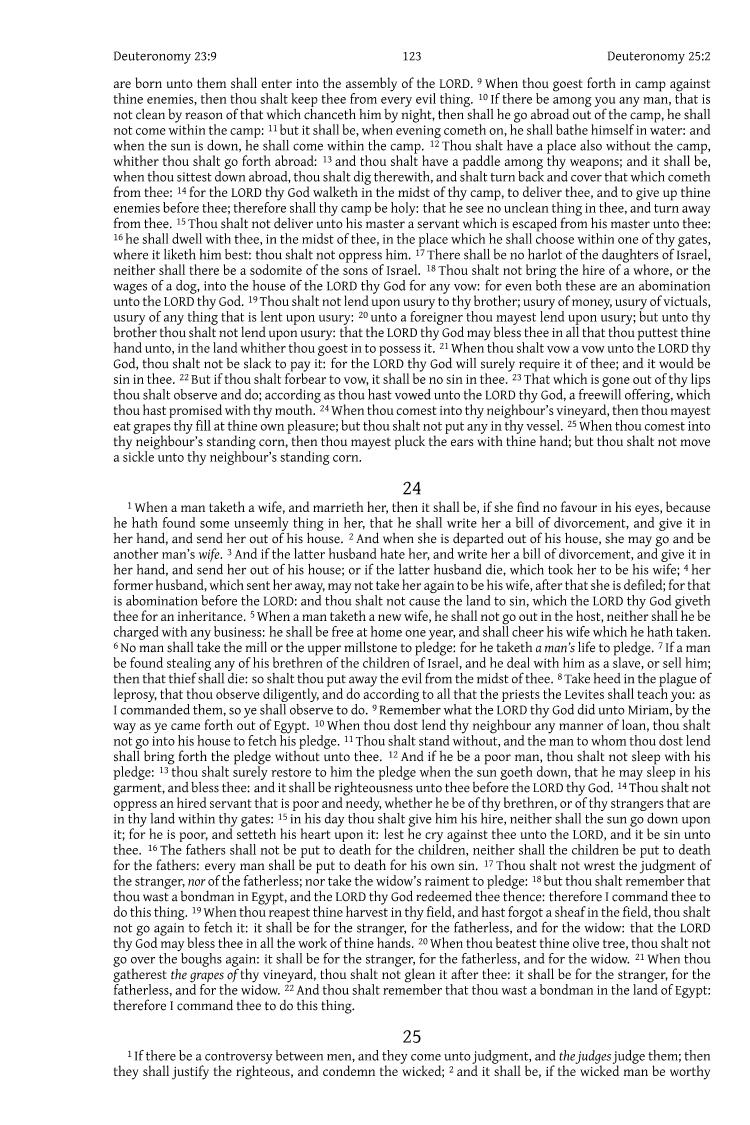 Deuteronomy 23:9 123 Deuteronomy 25:2
are born unto them shall enter into the assembly of the LORD. 9 When thou goest forth in camp against
thine enemies, then thou shalt keep thee from every evil thing. 10 If there be among you any man, that is
not clean by reason of that which chanceth him by night, then shall he go abroad out of the camp, he shall
not come within the camp: 11 but it shall be, when evening cometh on, he shall bathe himself in water: and
when the sun is down, he shall come within the camp. 12 Thou shalt have a place also without the camp,
whither thou shalt go forth abroad: 13 and thou shalt have a paddle among thy weapons; and it shall be,
when thou sittest down abroad, thou shalt dig therewith, and shalt turn back and cover that which cometh
from thee: 14 for the LORD thy God walketh in the midst of thy camp, to deliver thee, and to give up thine
enemies before thee; therefore shall thy camp be holy: that he see no unclean thing in thee, and turn away
from thee. 15 Thou shalt not deliver unto his master a servant which is escaped from his master unto thee:
16 he shall dwell with thee, in the midst of thee, in the place which he shall choose within one of thy gates,
where it liketh him best: thou shalt not oppress him. 17 There shall be no harlot of the daughters of Israel,
neither shall there be a sodomite of the sons of Israel. 18 Thou shalt not bring the hire of a whore, or the
wages of a dog, into the house of the LORD thy God for any vow: for even both these are an abomination
unto the LORD thy God. 19 Thou shalt not lend upon usury to thy brother; usury of money, usury of victuals,
usury of any thing that is lent upon usury: 20 unto a foreigner thou mayest lend upon usury; but unto thy
brother thou shalt not lend upon usury: that the LORD thy God may bless thee in all that thou puttest thine
hand unto, in the land whither thou goest in to possess it. 21 When thou shalt vow a vow unto the LORD thy
God, thou shalt not be slack to pay it: for the LORD thy God will surely require it of thee; and it would be
sin in thee. 22 But if thou shalt forbear to vow, it shall be no sin in thee. 23 That which is gone out of thy lips
thou shalt observe and do; according as thou hast vowed unto the LORD thy God, a freewill offering, which
thou hast promised with thy mouth. 24 When thou comest into thy neighbour’s vineyard, then thou mayest
eat grapes thy fill at thine own pleasure; but thou shalt not put any in thy vessel. 25 When thou comest into
thy neighbour’s standing corn, then thou mayest pluck the ears with thine hand; but thou shalt not move
a sickle unto thy neighbour’s standing corn.
24
1 When a man taketh a wife, and marrieth her, then it shall be, if she find no favour in his eyes, because
he hath found some unseemly thing in her, that he shall write her a bill of divorcement, and give it in
her hand, and send her out of his house. 2 And when she is departed out of his house, she may go and be
another man’s wife. 3 And if the latter husband hate her, and write her a bill of divorcement, and give it in
her hand, and send her out of his house; or if the latter husband die, which took her to be his wife; 4 her
former husband, which sent her away, may not take her again to be his wife, after that she is defiled; for that
is abomination before the LORD: and thou shalt not cause the land to sin, which the LORD thy God giveth
thee for an inheritance. 5 When a man taketh a new wife, he shall not go out in the host, neither shall he be
charged with any business: he shall be free at home one year, and shall cheer his wife which he hath taken.
6 No man shall take the mill or the upper millstone to pledge: for he taketh a man’s life to pledge. 7 If a man
be found stealing any of his brethren of the children of Israel, and he deal with him as a slave, or sell him;
then that thief shall die: so shalt thou put away the evil from the midst of thee. 8 Take heed in the plague of
leprosy, that thou observe diligently, and do according to all that the priests the Levites shall teach you: as
I commanded them, so ye shall observe to do. 9 Remember what the LORD thy God did unto Miriam, by the
way as ye came forth out of Egypt. 10 When thou dost lend thy neighbour any manner of loan, thou shalt
not go into his house to fetch his pledge. 11 Thou shalt stand without, and the man to whom thou dost lend
shall bring forth the pledge without unto thee. 12 And if he be a poor man, thou shalt not sleep with his
pledge: 13 thou shalt surely restore to him the pledge when the sun goeth down, that he may sleep in his
garment, and bless thee: and it shall be righteousness unto thee before the LORD thy God. 14 Thou shalt not
oppress an hired servant that is poor and needy, whether he be of thy brethren, or of thy strangers that are
in thy land within thy gates: 15 in his day thou shalt give him his hire, neither shall the sun go down upon
it; for he is poor, and setteth his heart upon it: lest he cry against thee unto the LORD, and it be sin unto
thee. 16 The fathers shall not be put to death for the children, neither shall the children be put to death
for the fathers: every man shall be put to death for his own sin. 17 Thou shalt not wrest the judgment of
the stranger, nor of the fatherless; nor take the widow’s raiment to pledge: 18 but thou shalt remember that
thou wast a bondman in Egypt, and the LORD thy God redeemed thee thence: therefore I command thee to
do this thing. 19 When thou reapest thine harvest in thy field, and hast forgot a sheaf in the field, thou shalt
not go again to fetch it: it shall be for the stranger, for the fatherless, and for the widow: that the LORD
thy God may bless thee in all the work of thine hands. 20 When thou beatest thine olive tree, thou shalt not
go over the boughs again: it shall be for the stranger, for the fatherless, and for the widow. 21 When thou
gatherest the grapes of thy vineyard, thou shalt not glean it after thee: it shall be for the stranger, for the
fatherless, and for the widow. 22 And thou shalt remember that thou wast a bondman in the land of Egypt:
therefore I command thee to do this thing.
25
1 If there be a controversy between men, and they come unto judgment, and the judges judge them; then
they shall justify the righteous, and condemn the wicked; 2 and it shall be, if the wicked man be worthy